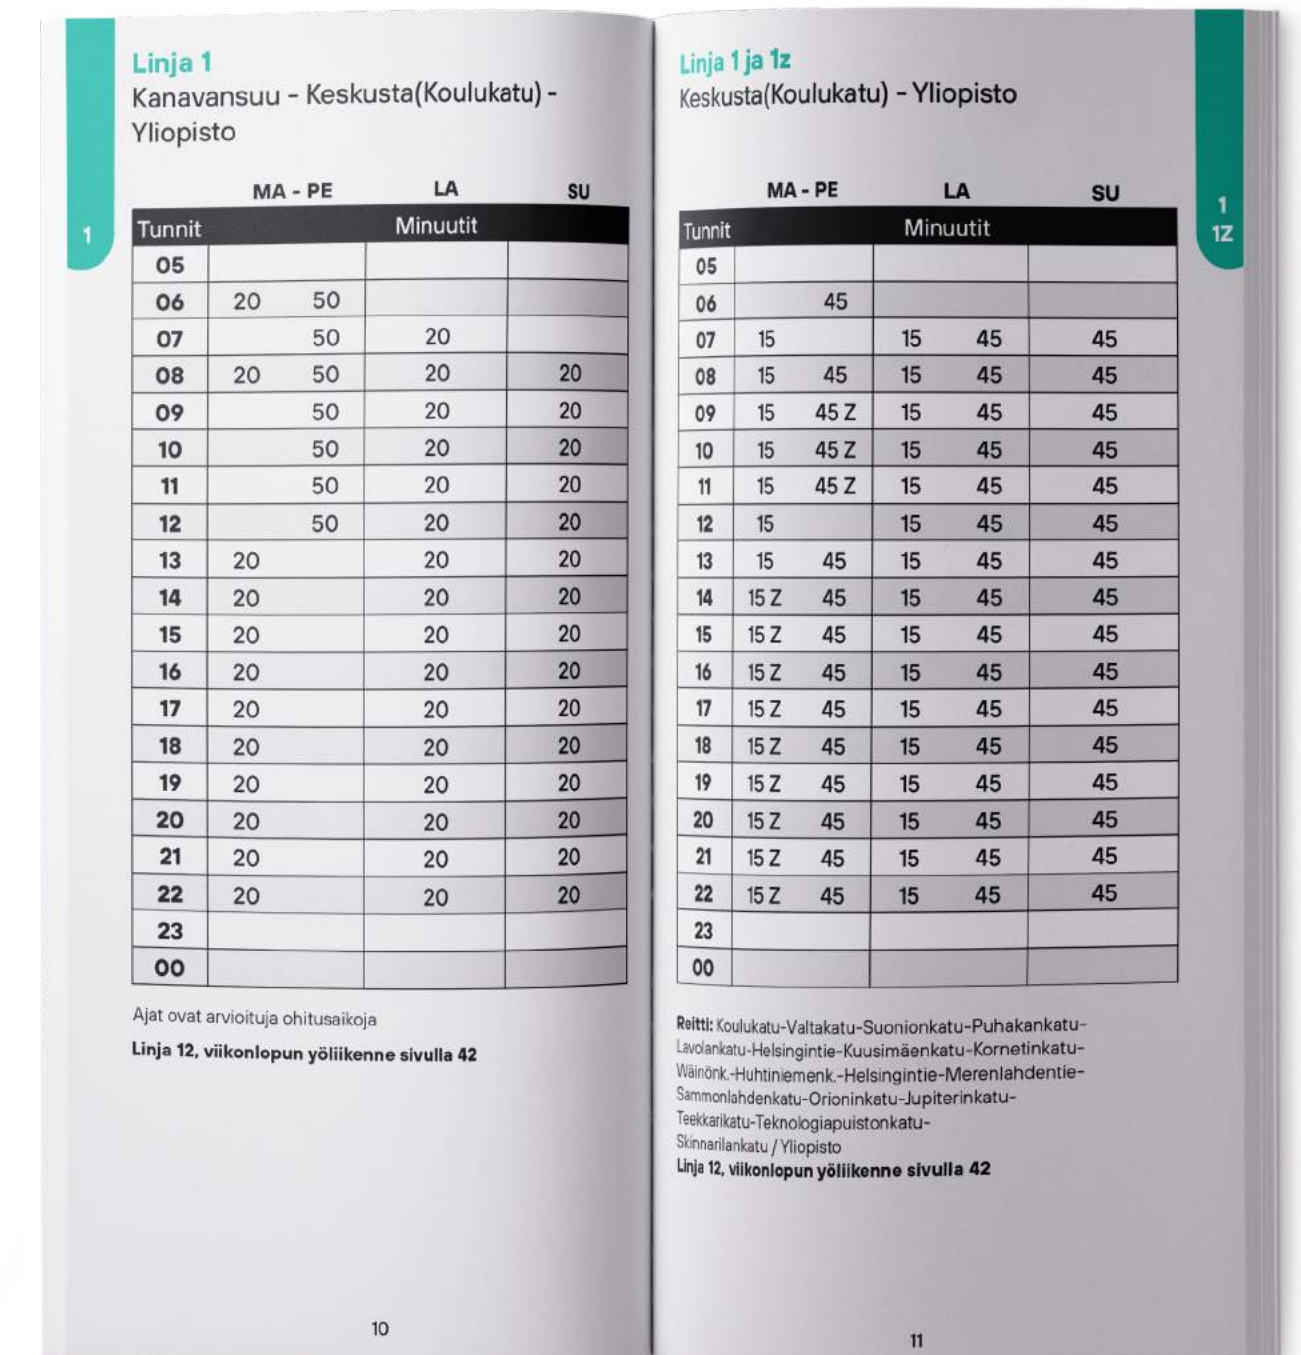 Linja 1
Kanavansuu - Keskusta(Koulukatu) -
Yliopisto
MA - PE LA SU
1
Tunnit Minuutit
05
06 20 50
07 50 20
08 20 50 20 20
09 50 20 20
10 50 20 20
11 50 20 20
12 50 20 20
13 20 20 20
14 20 20 20
15 20 20 20
16 20 20 20
17 20 20 20
18 20 20 20
19 20 20 20
20 20 20 20
21 20 20 20
22 20 20 20
23
00
Ajat ovat arvioituja ohitusaikoja
Linja 12, viikonlopun yöliikenne sivulla 42
10
Linja 1 ja 1z
Keskusta(Koulukatu) - Yliopisto
MA - PE LA SU
1
1Z
Tunnit Minuutit
05
06 45
07 15 15 45 45
08 15 45 15 45 45
09 15 45 Z 15 45 45
10 15 45 Z 15 45 45
11 15 45 Z 15 45 45
12 15 15 45 45
13 15 45 15 45 45
14 15 Z 45 15 45 45
15 15 Z 45 15 45 45
16 15 Z 45 15 45 45
17 15 Z 45 15 45 45
18 15 Z 45 15 45 45
19 15 Z 45 15 45 45
20 15 Z 45 15 45 45
21 15 Z 45 15 45 45
22 15 Z 45 15 45 45
23
00
Reitti: Koulukatu-Valtakatu-Suonionkatu-Puhakankatu-
Lavolankatu-Helsingintie-Kuusimäenkatu-Kornetinkatu-
Wäinönk.-Huhtiniemenk.-Helsingintie-Merenlahdentie-
Sammonlahdenkatu-Orioninkatu-Jupiterinkatu-
Teekkarikatu-Teknologiapuistonkatu-
Skinnarilankatu / Yliopisto
Linja 12, viikonlopun yöliikenne sivulla 42
11